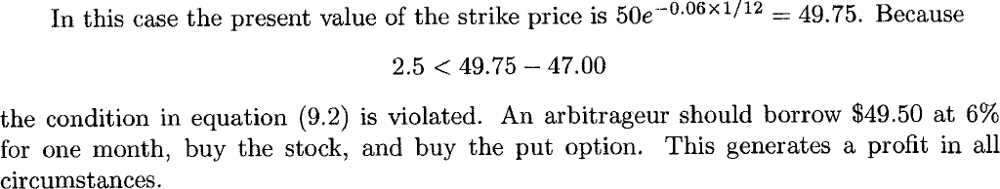 In this case the present value of the strike price is 50e^{-0.06×1/12} = 49.75. Because
2.5 < 49.75 − 47.00
the condition in equation (9.2) is violated. An arbitrageur should borrow $49.50 at 6%
for one month, buy the stock, and buy the put option. This generates a profit in all
circumstances.